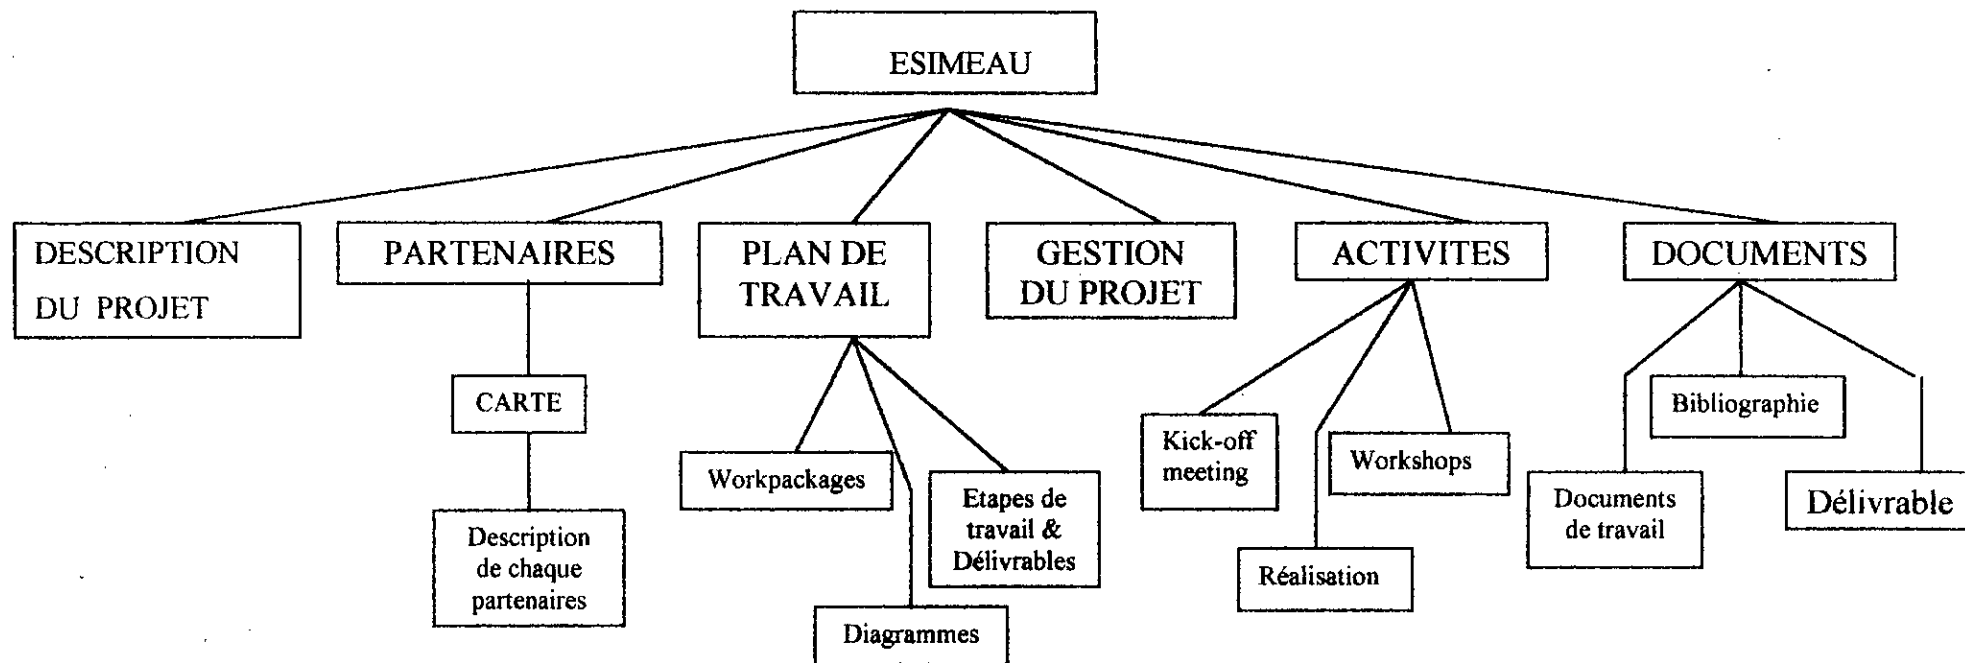 ESIMEAU
DESCRIPTION
DU PROJET
PARTENAIRES
PLAN DE
TRAVAIL
GESTION
DU PROJET
ACTIVITES
DOCUMENTS
CARTE
Description
de chaque
partenaires
Workpackages
Diagrammes
Etapes de
travail &
Délivrables
Kick-off
meeting
Réalisation
Workshops
Documents
de travail
Bibliographie
Délivrable